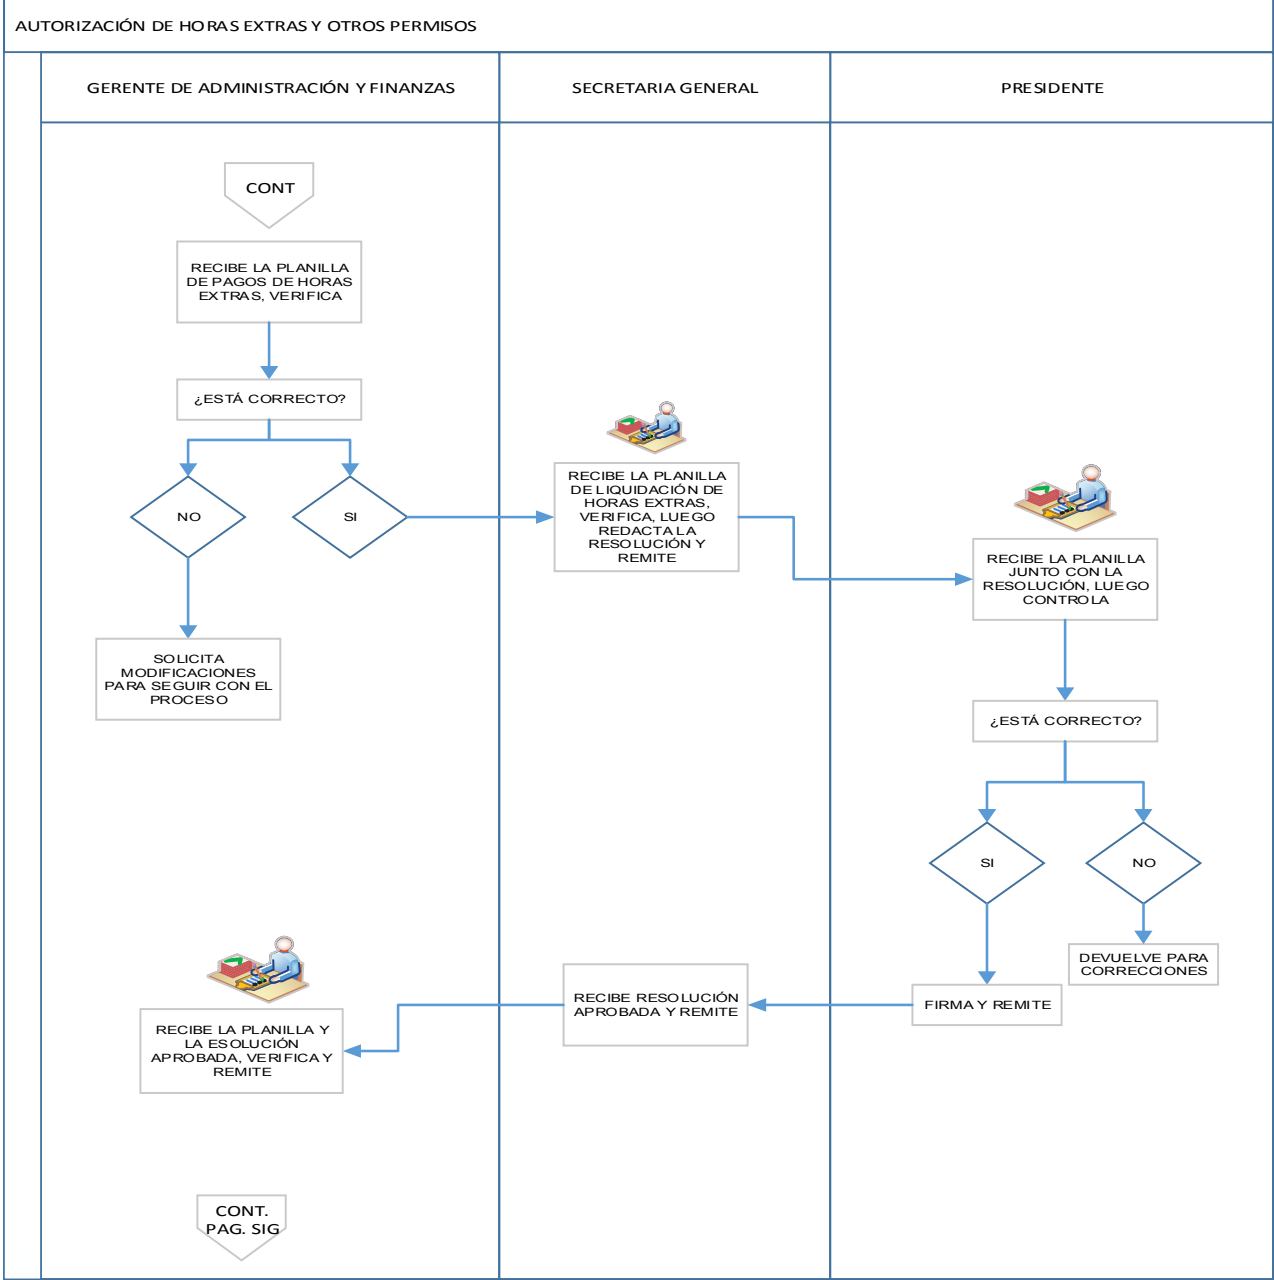 AUTORIZACIÓN DE HORAS EXTRAS Y OTROS PERMISOS
GERENTE DE ADMINISTRACIÓN Y FINANZAS
SECRETARIA GENERAL
PRESIDENTE
CONT
RECIBE LA PLANILLA
DE PAGOS DE HORAS
EXTRAS, VERIFICA
¿ESTÁ CORRECTO?
NO
SI
SOLICITA
MODIFICACIONES
PARA SEGUIR CON EL
PROCESO
RECIBE LA PLANILLA
DE LIQUIDACIÓN DE
HORAS EXTRAS,
VERIFICA, LUEGO
REDACTA LA
RESOLUCIÓN Y
REMITE
RECIBE LA PLANILLA
JUNTO CON LA
RESOLUCIÓN, LUEGO
CONTROLA
¿ESTÁ CORRECTO?
SI
NO
DEVUELVE PARA
CORRECCIONES
FIRMA Y REMITE
RECIBE RESOLUCIÓN
APROBADA Y REMITE
RECIBE LA PLANILLA Y
LA ESOLUCIÓN
APROBADA, VERIFICA Y
REMITE
CONT.
PAG. SIG